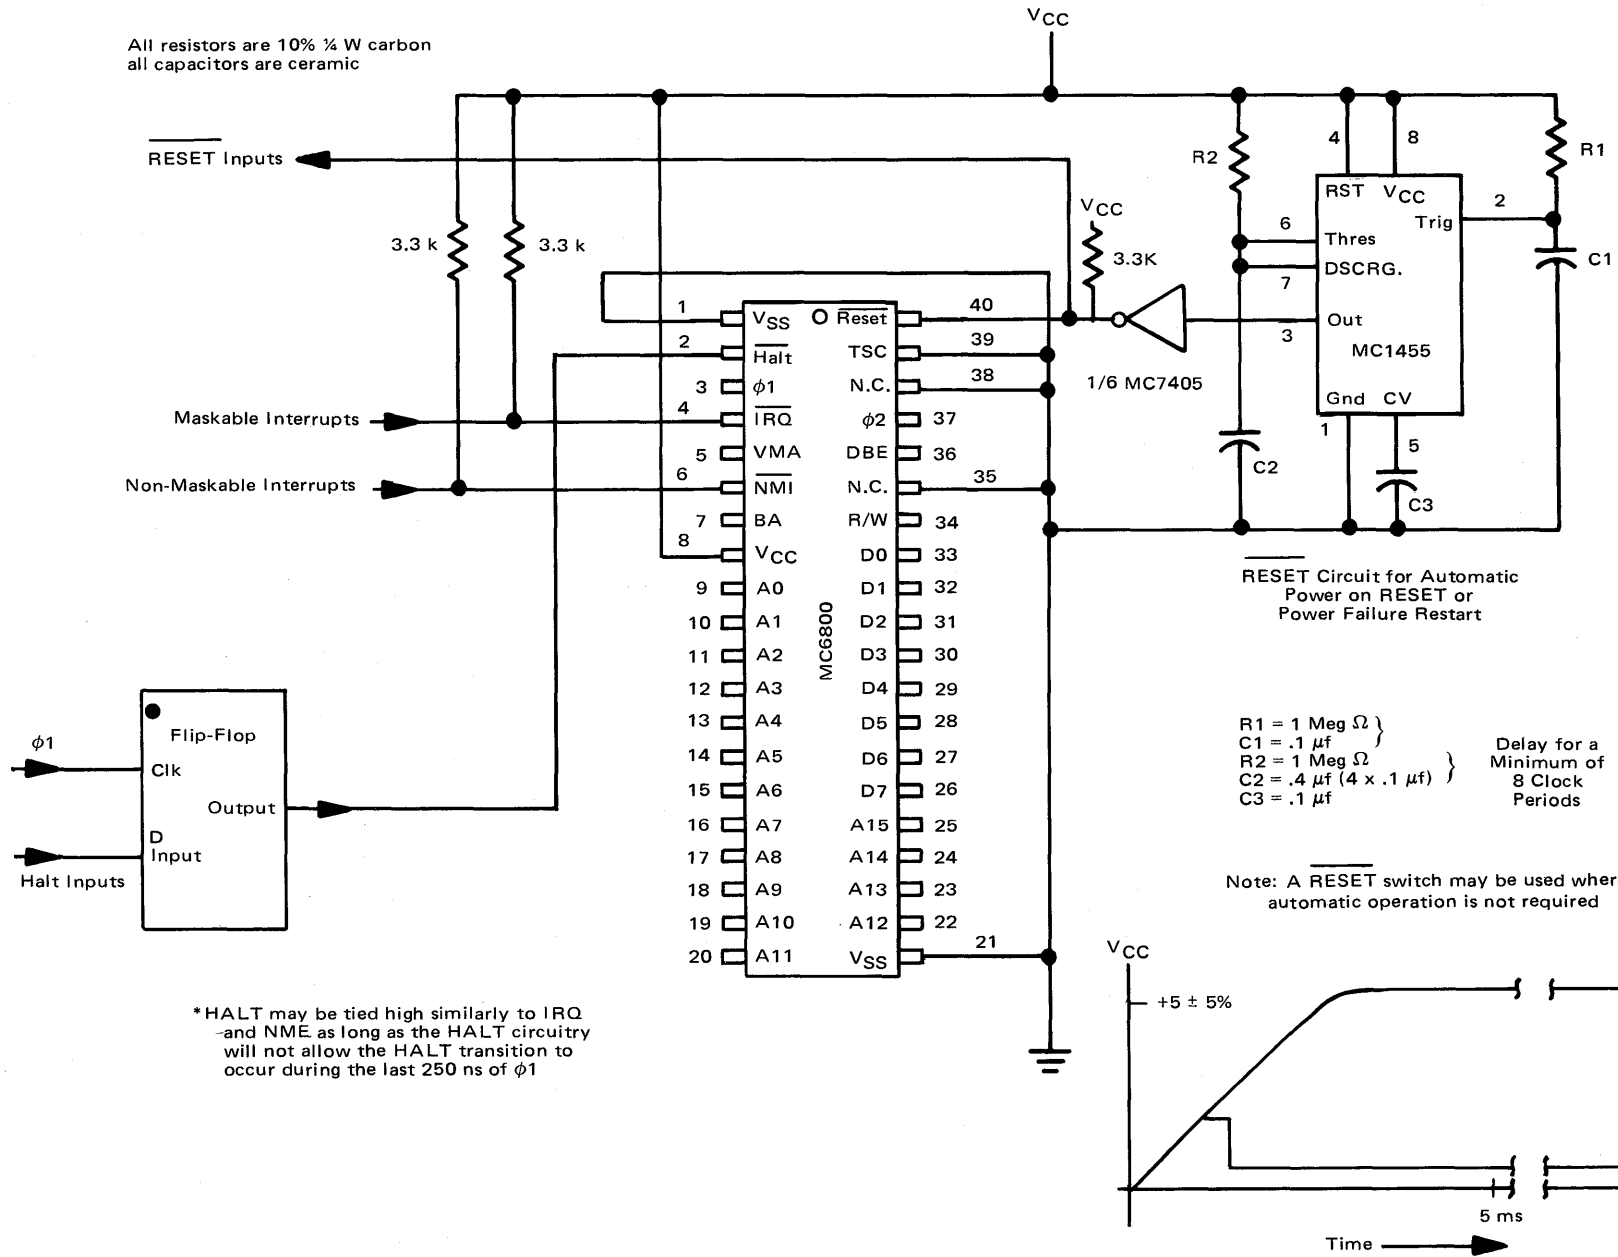 V CC
All resistors are 10% ¼ W carbon
all capacitors are ceramic
RESET Inputs
3.3 k
3.3 k
V CC
3.3K
R2
4
8
R1
RST
V CC
2
Trig
6
Thres
DSCRG.
7
C1
Out
3
MC1455
1/6 MC7405
Gnd
CV
1
5
C2
C3
1
V SS
Reset
40
2
Halt
TSC
39
3
φ1
N.C.
38
Maskable Interrupts
4
IRQ
φ2
37
5
VMA
DBE
36
Non-Maskable Interrupts
6
NMI
N.C.
35
7
BA
R/W
34
8
V CC
D0
33
9
A0
D1
32
10
A1
D2
31
11
A2
D3
30
12
A3
D4
29
13
A4
D5
28
14
A5
D6
27
15
A6
D7
26
16
A7
A15
25
17
A8
A14
24
18
A9
A13
23
19
A10
A12
22
20
A11
V SS
21
MC6800
RESET Circuit for Automatic
Power on RESET or
Power Failure Restart
φ1
Flip-Flop
Clk
Output
D
Input
Halt Inputs
R1 = 1 Meg Ω }
C1 = .1 μf
R2 = 1 Meg Ω
C2 = .4 μf (4 x .1 μf) }
C3 = .1 μf
Delay for a
Minimum of
8 Clock
Periods
Note: A RESET switch may be used wher
automatic operation is not required
*HALT may be tied high similarly to IRQ
and NME as long as the HALT circuitry
will not allow the HALT transition to
occur during the last 250 ns of φ1
V CC
+5 ± 5%
5 ms
Time